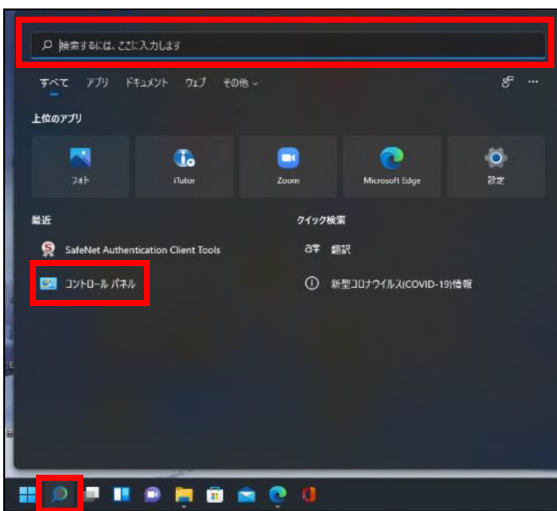 検索するには、ここに入力します
すべて アプリ ドキュメント ウェブ その他
上位のアプリ
フォト iTutor Zoom Microsoft Edge 設定
最近 クイック検索
SafeNet Authentication Client Tools 翻訳
コントロール パネル 新型コロナウイルス(COVID-19)情報